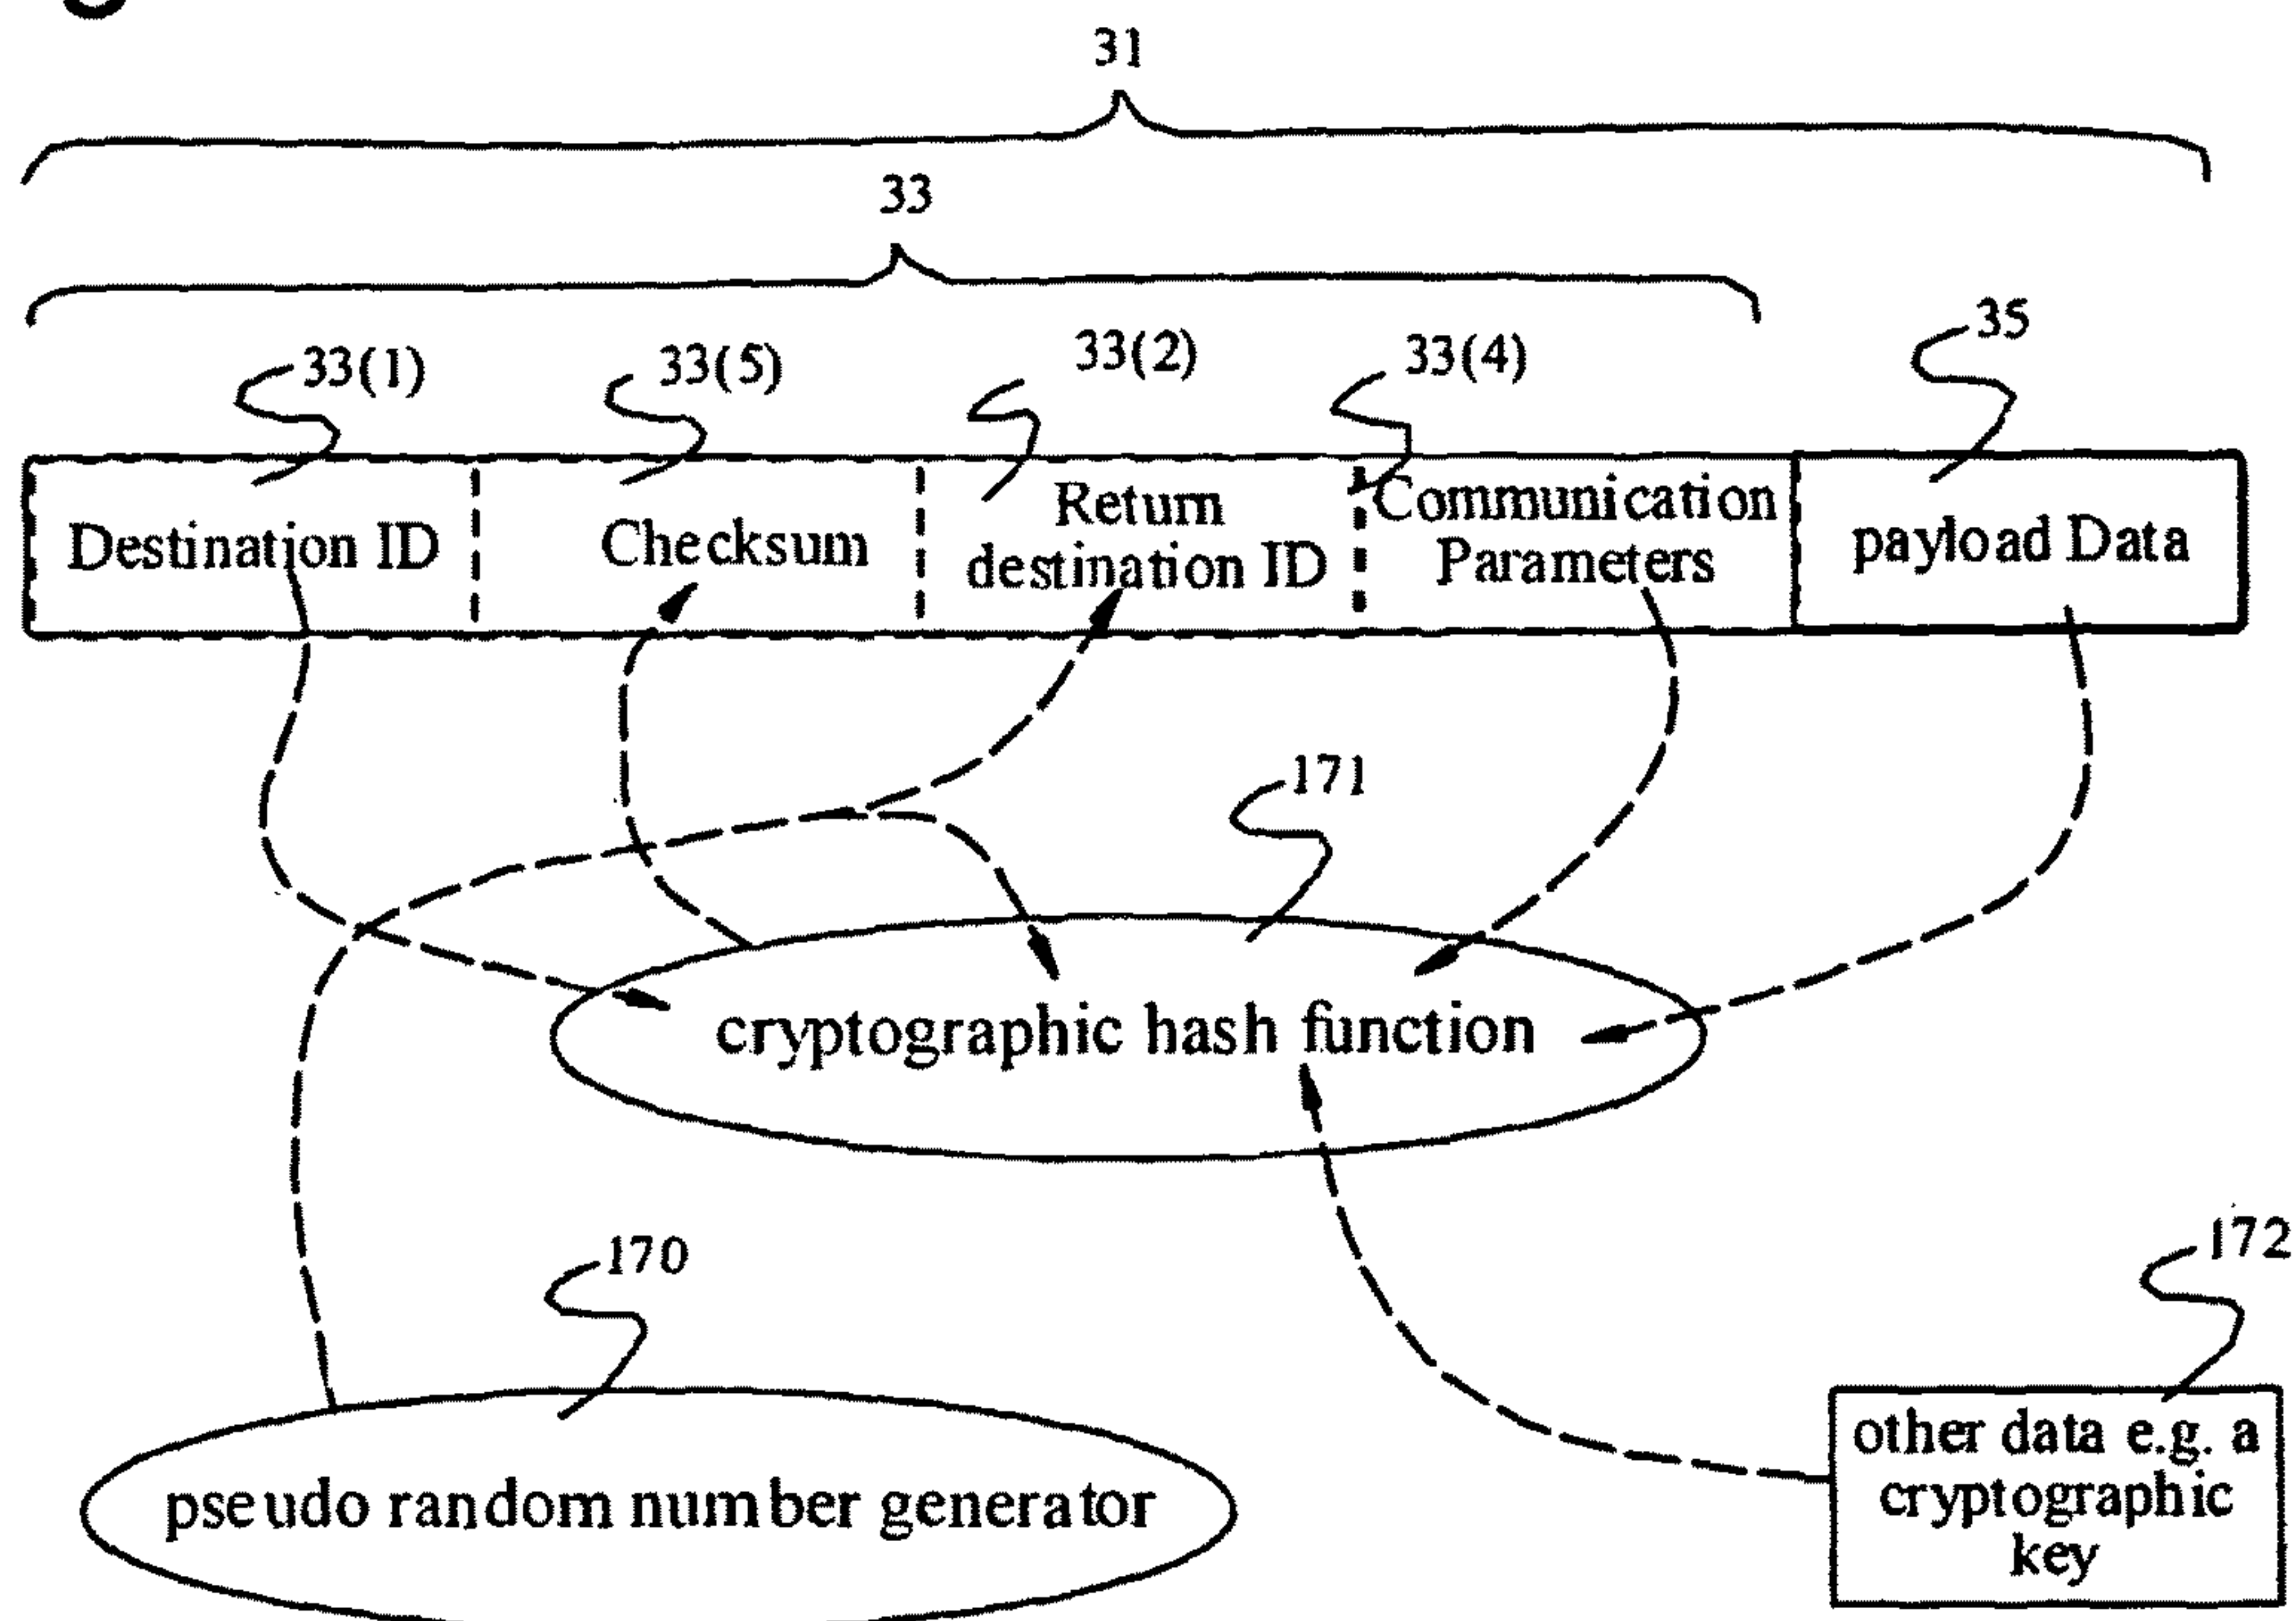 31
33
33(1) 33(5) 33(2) 33(4) 35
Destination ID
Checksum
Return
destination ID
Communication
Parameters
payload Data
171
cryptographic hash function
170
172
pseudo random number generator
other data e.g. a
cryptographic
key